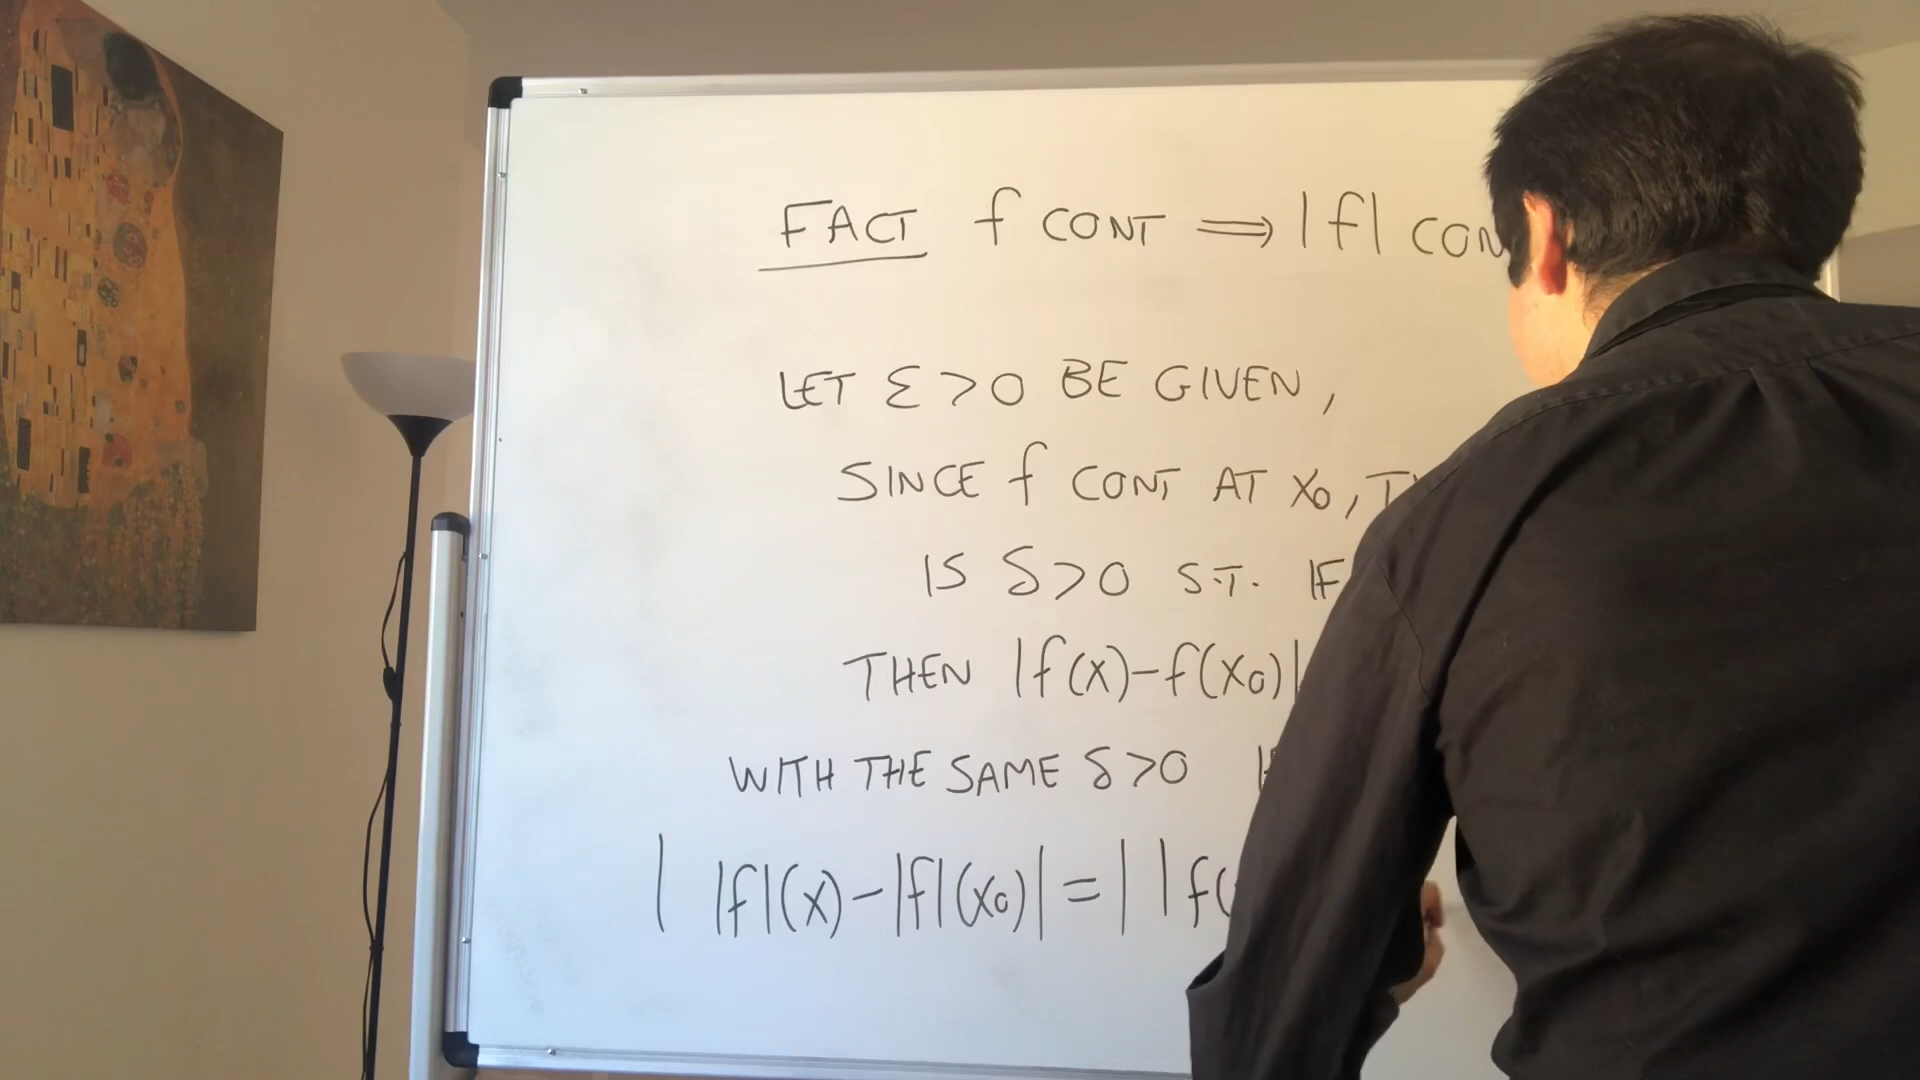 FACT f CONT ⟹ |f| CON
LET ε > 0 BE GIVEN,
SINCE f CONT AT x₀,
IS δ > 0 S.T. IF
THEN |f(x) - f(x₀)|
WITH THE SAME δ > 0
| |f|(x) - |f|(x₀)| = | |f(